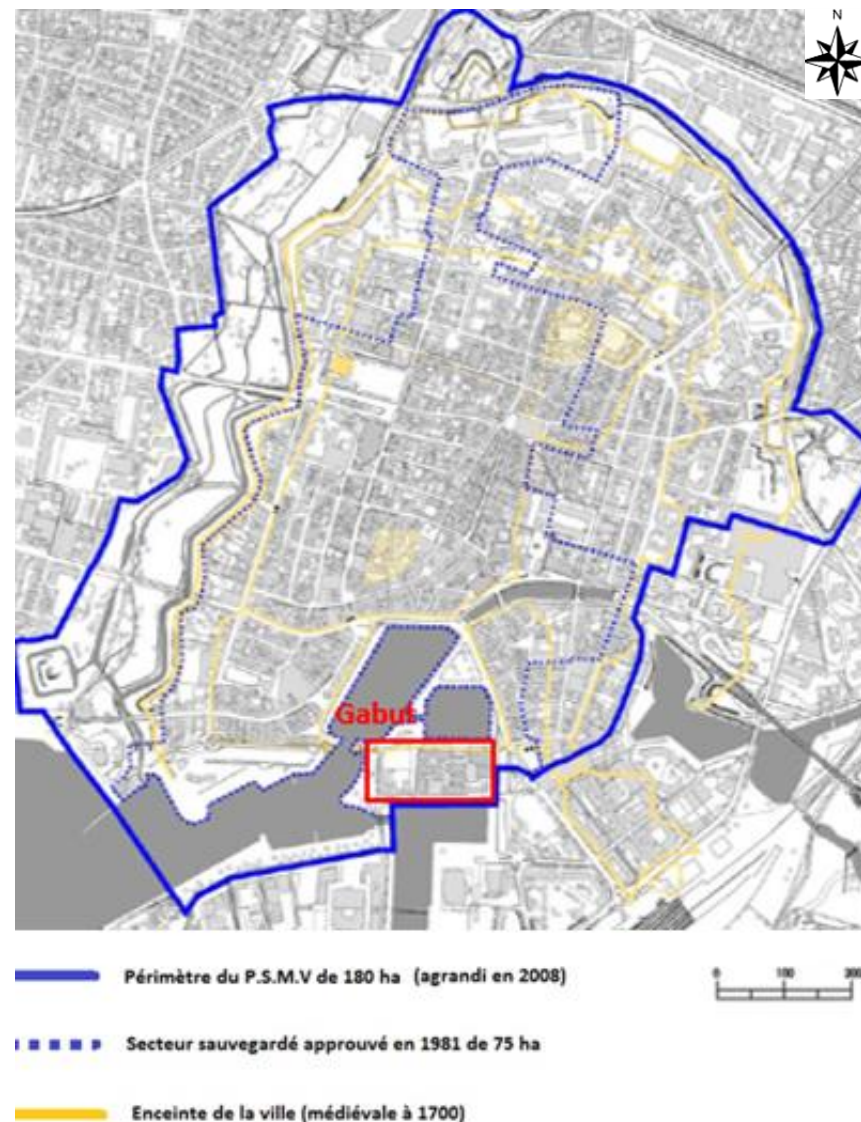 N
Gabut
Périmètre du P.S.M.V de 180 ha (agrandi en 2008)
0 100 200
Secteur sauvegardé approuvé en 1981 de 75 ha
Enceinte de la ville (médiévale à 1700)